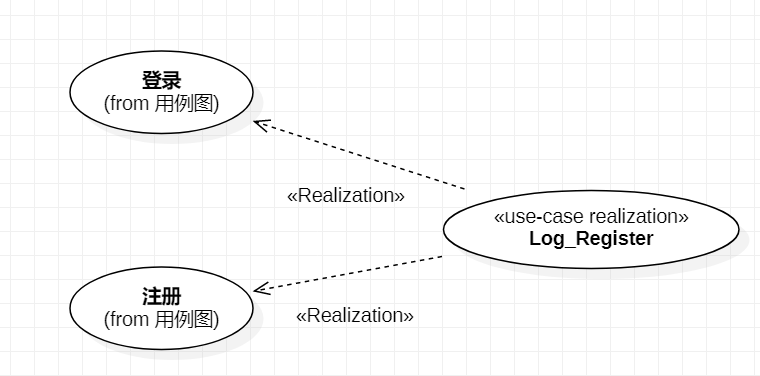 登录
(from 用例图)
«Realization»
«use-case realization»
Log_Register
注册
(from 用例图)
«Realization»